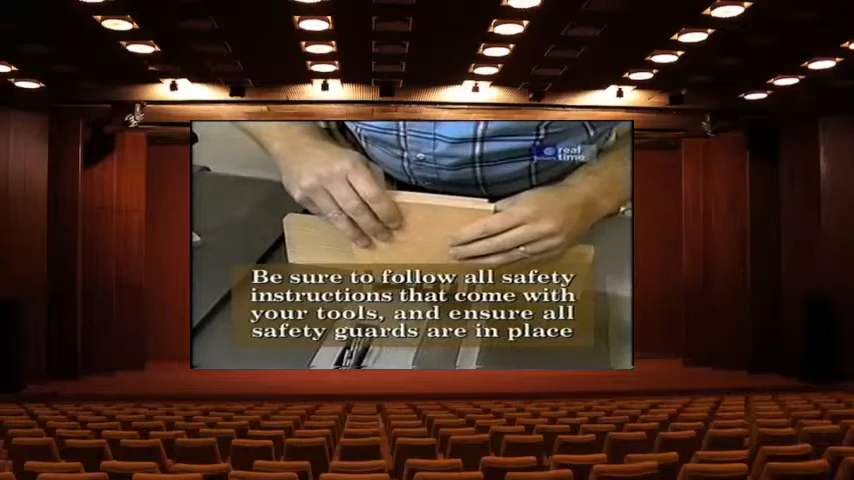 real
time
Be sure to follow all safety
instructions that come with
your tools, and ensure all
safety guards are in place